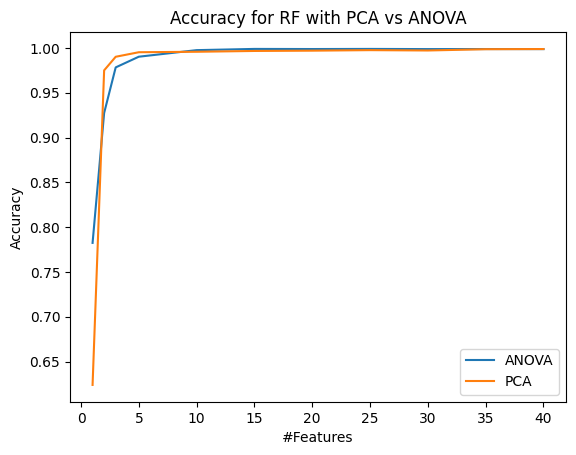 Accuracy for RF with PCA vs ANOVA
1.00
0.95
0.90
0.85
0.80
0.75
0.70
0.65
Accuracy
0 5 10 15 20 25 30 35 40
#Features
ANOVA
PCA